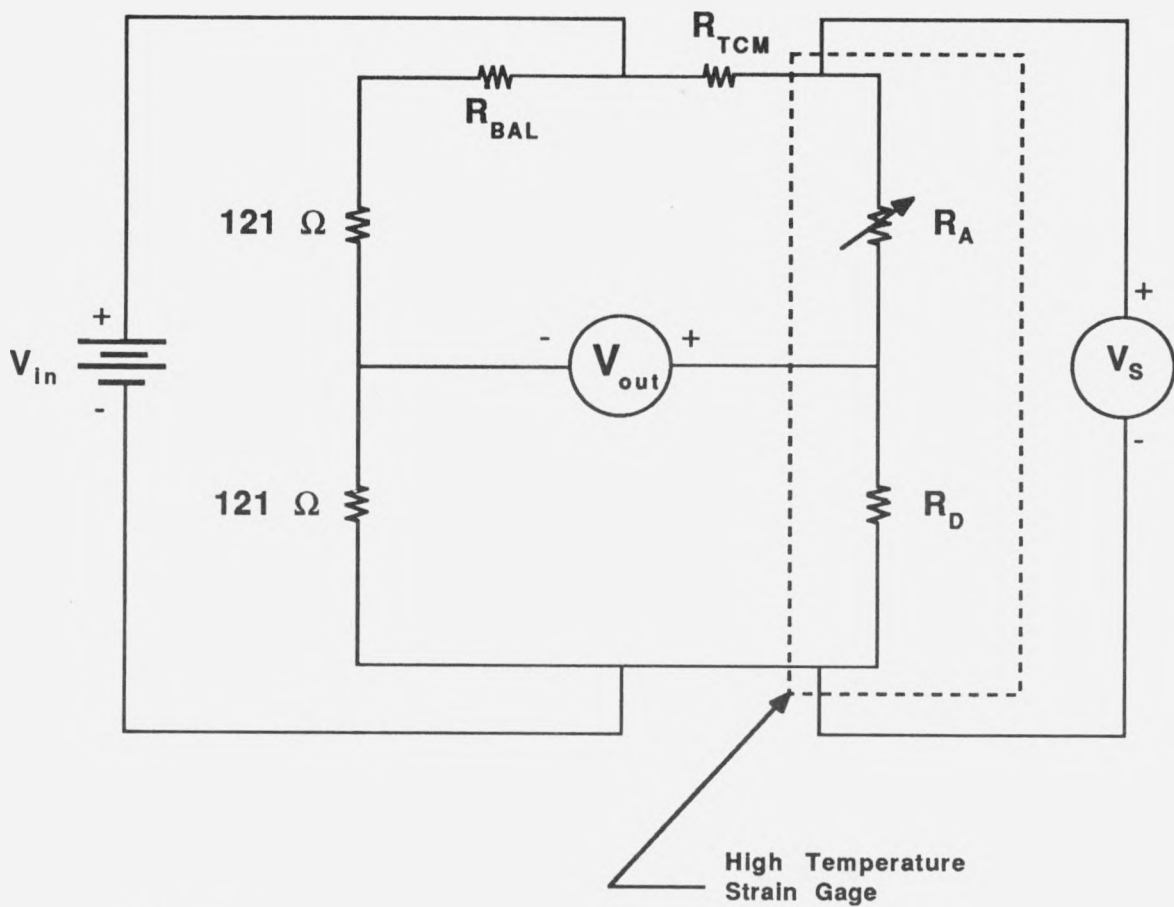 R_TCM
R_BAL
121 Ω
R_A
+
-
V_in
-
V_out
+
+
V_S
-
121 Ω
R_D
High Temperature
Strain Gage